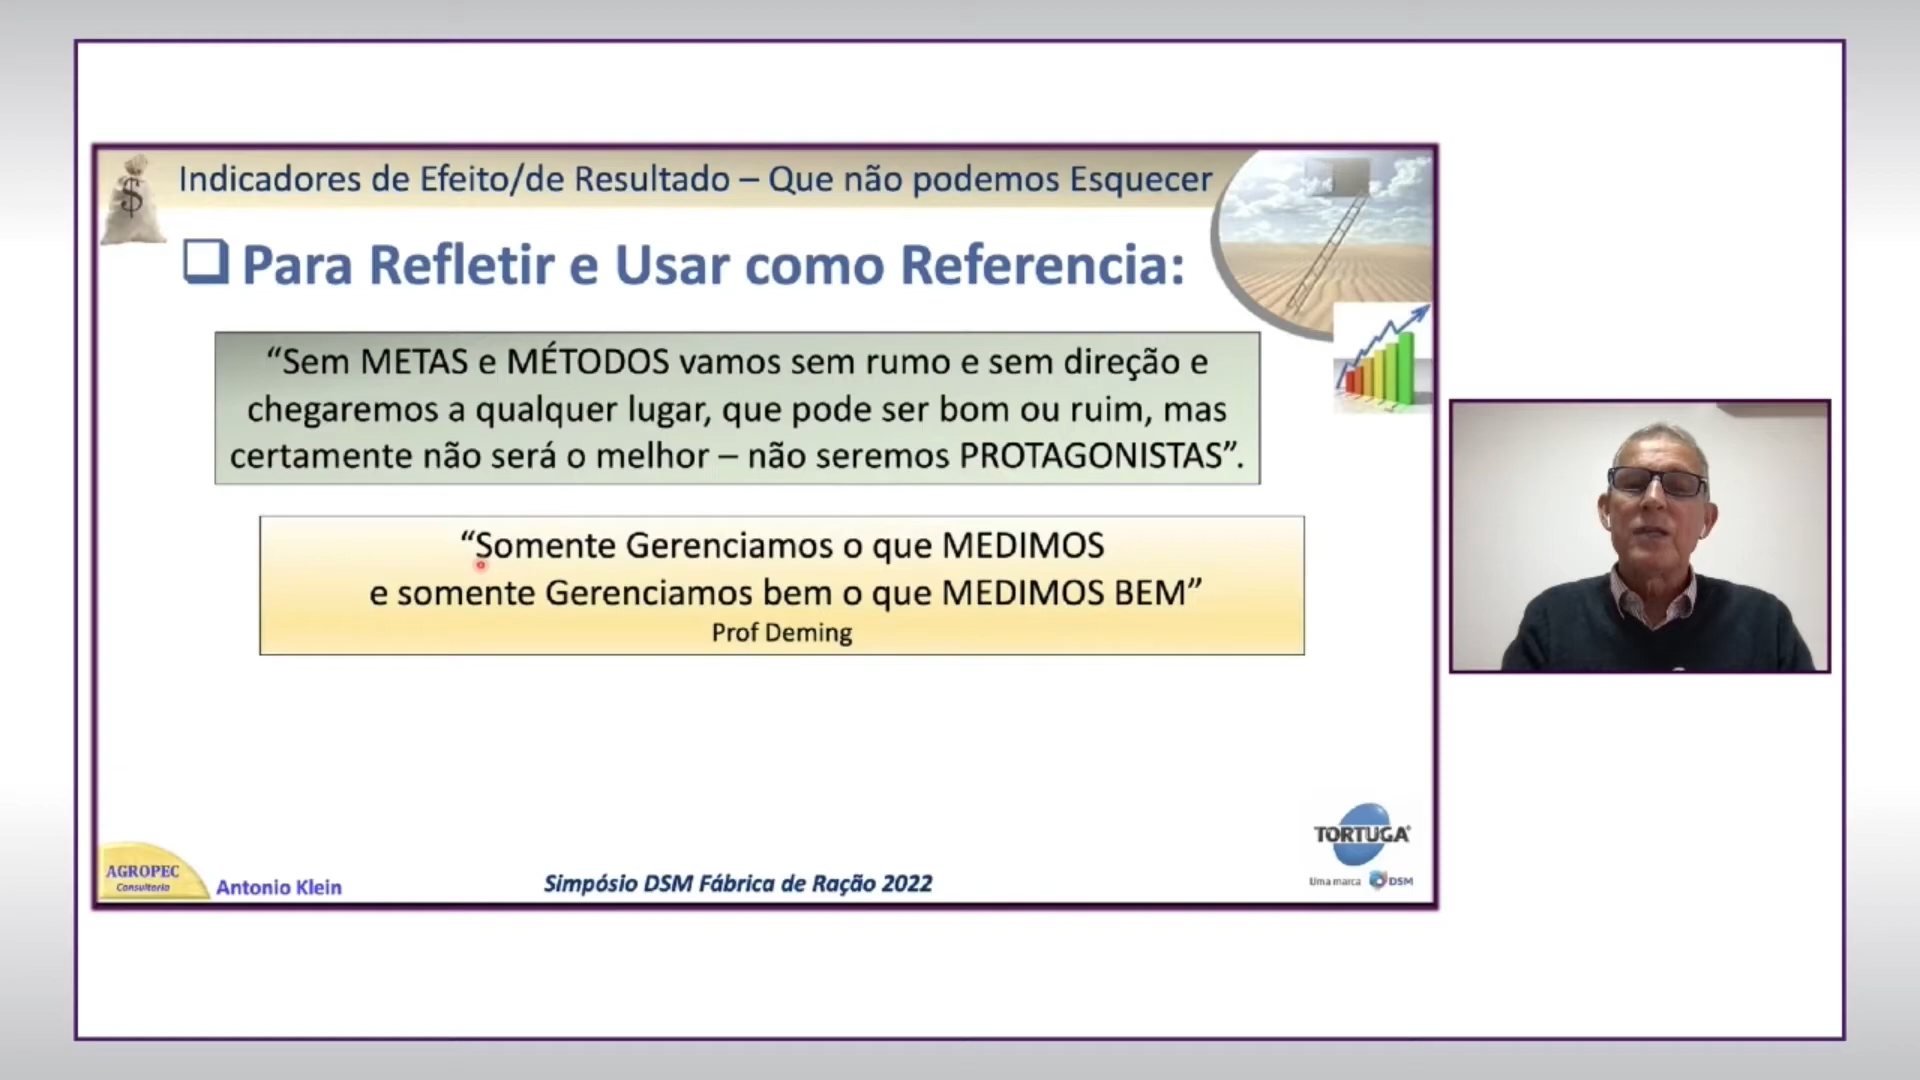 $
Indicadores de Efeito/de Resultado – Que não podemos Esquecer
Para Refletir e Usar como Referencia:
“Sem METAS e MÉTODOS vamos sem rumo e sem direção e
chegaremos a qualquer lugar, que pode ser bom ou ruim, mas
certamente não será o melhor – não seremos PROTAGONISTAS”.
“Somente Gerenciamos o que MEDIMOS
e somente Gerenciamos bem o que MEDIMOS BEM”
Prof Deming
AGROPEC
Consultoria
Antonio Klein
Simpósio DSM Fábrica de Ração 2022
TORTUGA®
Uma marca DSM